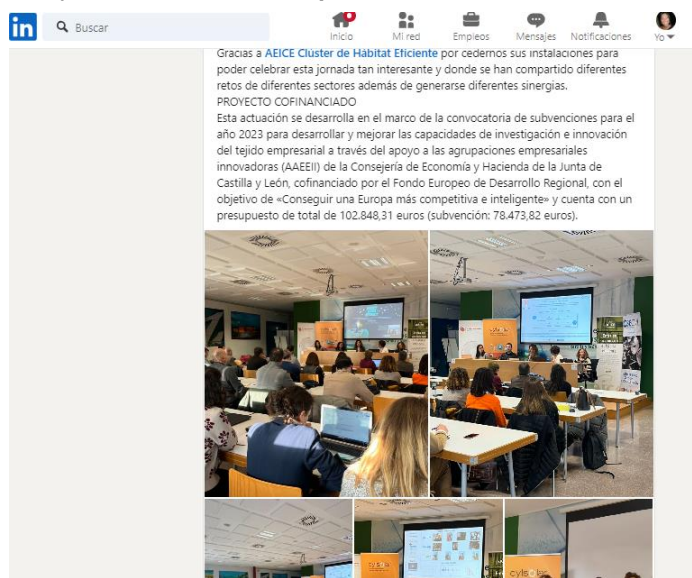 in
Buscar
Inicio
Mi red
Empleos
Mensajes
Notificaciones
Yo
Gracias a AEICE Clúster de Hábitat Eficiente por cedernos sus instalaciones para
poder celebrar esta jornada tan interesante y donde se han compartido diferentes
retos de diferentes sectores además de generarse diferentes sinergias.
PROYECTO COFINANCIADO
Esta actuación se desarrolla en el marco de la convocatoria de subvenciones para el
año 2023 para desarrollar y mejorar las capacidades de investigación e innovación
del tejido empresarial a través del apoyo a las agrupaciones empresariales
innovadoras (AAEEII) de la Consejería de Economía y Hacienda de la Junta de
Castilla y León, cofinanciado por el Fondo Europeo de Desarrollo Regional, con el
objetivo de «Conseguir una Europa más competitiva e inteligente» y cuenta con un
presupuesto de total de 102.848,31 euros (subvención: 78.473,82 euros).
cylsolar
cylsolar